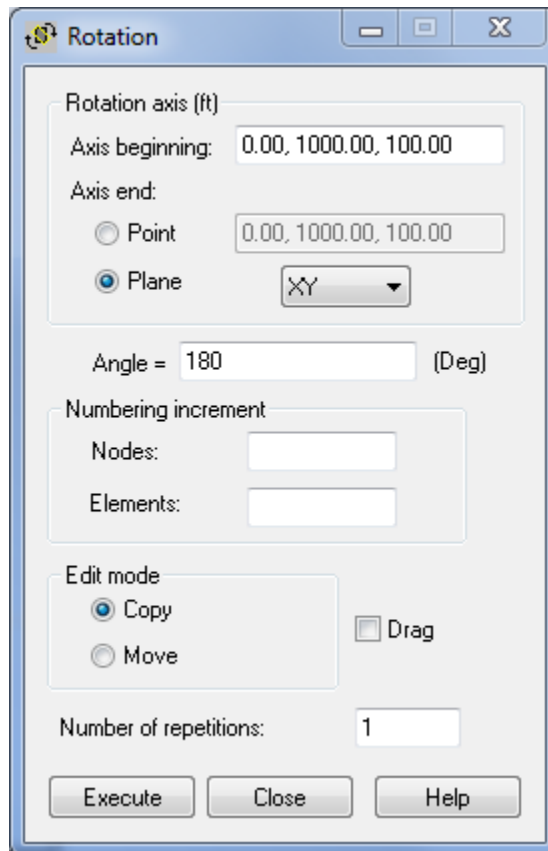 Rotation
Rotation axis (ft)
Axis beginning: 0.00, 1000.00, 100.00
Axis end:
Point 0.00, 1000.00, 100.00
Plane XY
Angle = 180 (Deg)
Numbering increment
Nodes:
Elements:
Edit mode
Copy
Drag
Move
Number of repetitions: 1
Execute Close Help